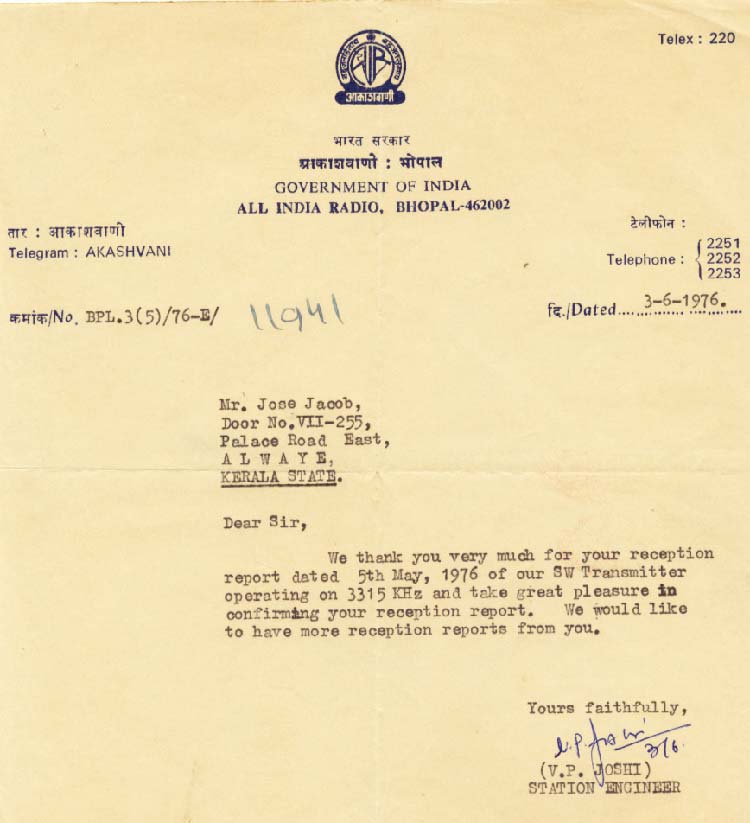 Telex : 220
आकाशवाणी
भारत सरकार
आकाशवाणी : भोपाल
GOVERNMENT OF INDIA
ALL INDIA RADIO, BHOPAL-462002
तार : आकाशवाणी
Telegram : AKASHVANI
टेलीफोन :
Telephone : { 2251
2252
2253
कमांक/No. BPL.3(5)/76-E/ 11941
दि./Dated 3-6-1976.
Mr. Jose Jacob,
Door No.VII-255,
Palace Road East,
A L W A Y E,
KERALA STATE.
Dear Sir,
We thank you very much for your reception
report dated 5th May, 1976 of our SW Transmitter
operating on 3315 KHz and take great pleasure in
confirming your reception report. We would like
to have more reception reports from you.
Yours faithfully,
3/6
(V.P. JOSHI)
STATION ENGINEER